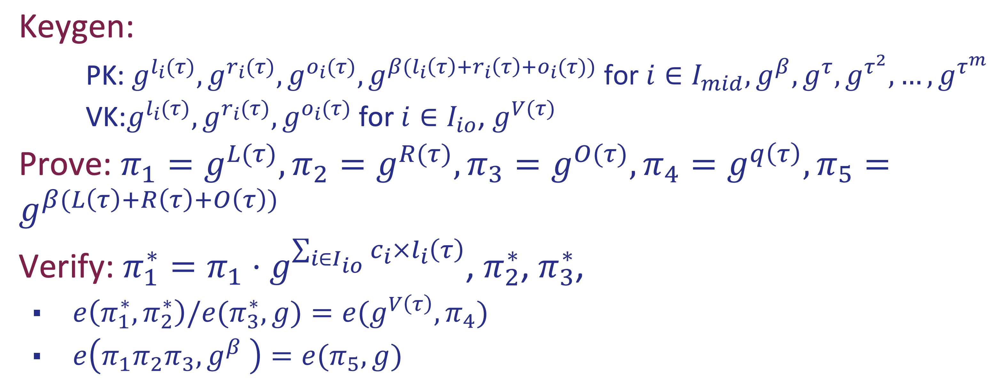 Keygen:
PK: $g^{l_i(\tau)}, g^{r_i(\tau)}, g^{o_i(\tau)}, g^{\beta(l_i(\tau)+r_i(\tau)+o_i(\tau))}$ for $i \in I_{mid}, g^{\beta}, g^{\tau}, g^{\tau^2}, \ldots, g^{\tau^m}$
VK: $g^{l_i(\tau)}, g^{r_i(\tau)}, g^{o_i(\tau)}$ for $i \in I_{io}, g^{V(\tau)}$
Prove: $\pi_1 = g^{L(\tau)}, \pi_2 = g^{R(\tau)}, \pi_3 = g^{O(\tau)}, \pi_4 = g^{q(\tau)}, \pi_5 =$
$g^{\beta(L(\tau)+R(\tau)+O(\tau))}$
Verify: $\pi_1^* = \pi_1 \cdot g^{\sum_{i \in I_{io}} c_i \times l_i(\tau)}, \pi_2^*, \pi_3^*,$
▪ $e(\pi_1^*, \pi_2^*)/e(\pi_3^*, g) = e(g^{V(\tau)}, \pi_4)$
▪ $e(\pi_1\pi_2\pi_3, g^{\beta}) = e(\pi_5, g)$